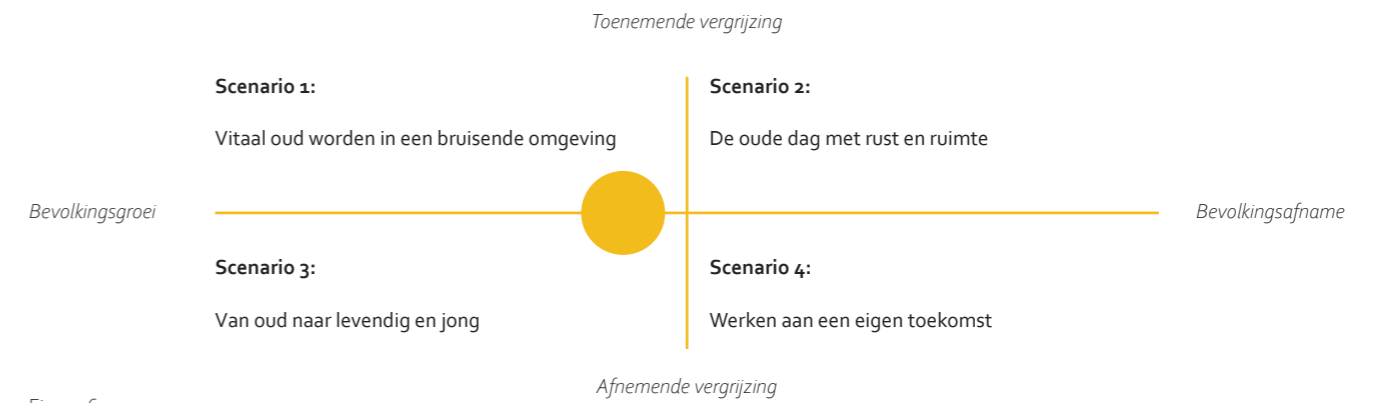 Toenemende vergrijzing
Scenario 1:
Scenario 2:
Vitaal oud worden in een bruisende omgeving
De oude dag met rust en ruimte
Bevolkingsgroei
Bevolkingsafname
Scenario 3:
Scenario 4:
Van oud naar levendig en jong
Werken aan een eigen toekomst
Afnemende vergrijzing